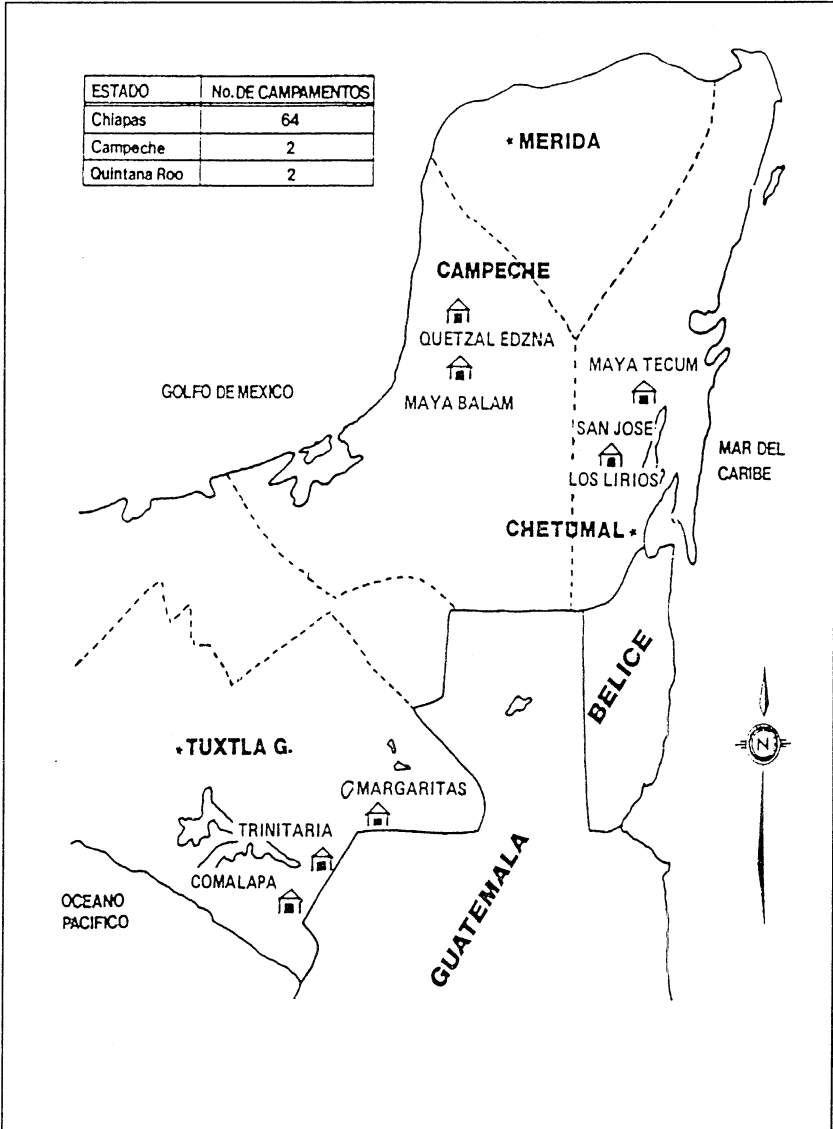 ESTADO No. DE CAMPAMENTOS
Chiapas 64
Campeche 2
Quintana Roo 2
* MERIDA
CAMPECHE
QUETZAL EDZNA
MAYA TECUM
GOLFO DE MEXICO
MAYA BALAM
SAN JOSE
LOS LIRIOS
MAR DEL
CARIBE
CHETUMAL *
BELICE
* TUXTLA G.
N
MARGARITAS
TRINITARIA
COMALAPA
OCEANO
PACIFICO
GUATEMALA